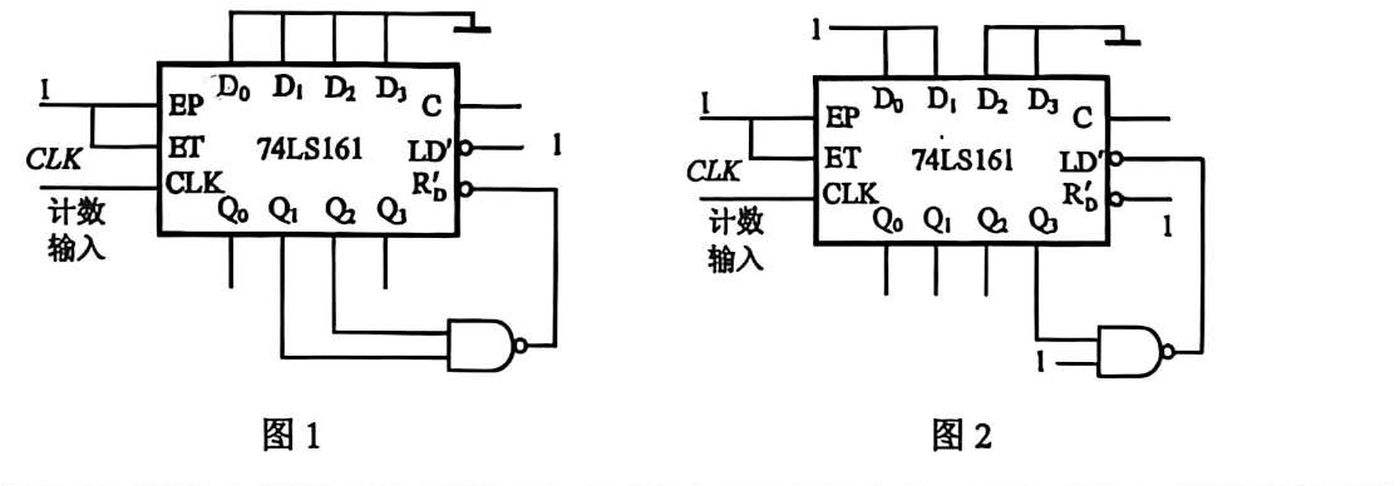 1
EP
ET
CLK
CLK
计数
输入
D₀ D₁ D₂ D₃
C
74LS161
LD'
R'D
1
Q₀ Q₁ Q₂ Q₃
图 1
1
1
EP
ET
CLK
CLK
计数
输入
D₀ D₁ D₂ D₃
C
74LS161
LD'
R'D
1
Q₀ Q₁ Q₂ Q₃
1
图 2